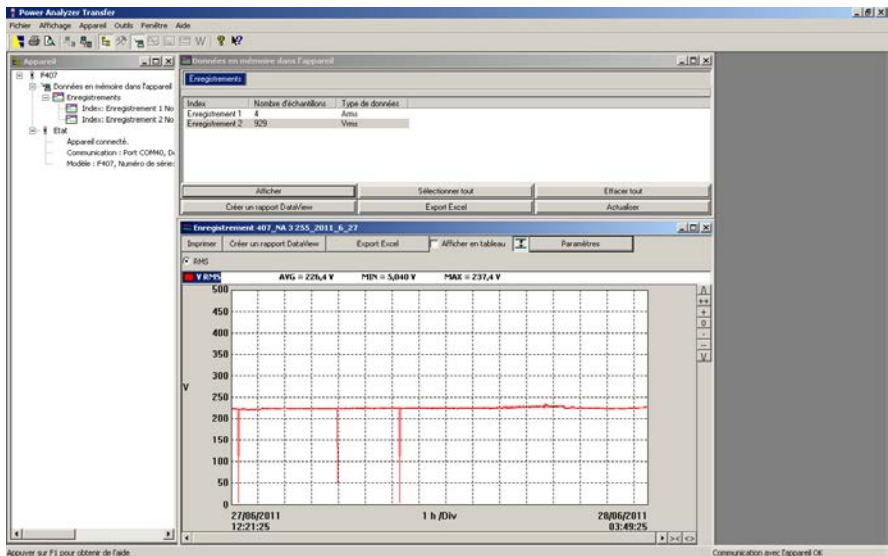 Power Analyzer Transfer
Fichier Affichage Appareil Outils Fenêtre Aide
Appareil
F407
Données en mémoire dans l'appareil
Enregistrements
Index: Enregistrement 1 No
Index: Enregistrement 2 No
Etat
Appareil connecté.
Communication : Port COM40, D
Modèle : F407, Numéro de série:
Données en mémoire dans l'appareil
Enregistrements
Index Nombre d'échantillons Type de données
Enregistrement 1 4 Arms
Enregistrement 2 929 Vrms
Afficher Sélectionner tout Effacer tout
Créer un rapport DataView Export Excel Actualiser
Enregistrement 407_NA 3 255_2011_6_27
Imprimer Créer un rapport DataView Export Excel Afficher en tableau Paramètres
RMS
V RMS AVG = 226,4 V MIN = 5,040 V MAX = 237,4 V
500
450
400
350
300
V
250
200
150
100
50
0
27/06/2011 1 h /Div 28/06/2011
12:21:25 03:49:25
Appuyer sur F1 pour obtenir de l'aide
Communication avec l'appareil OK